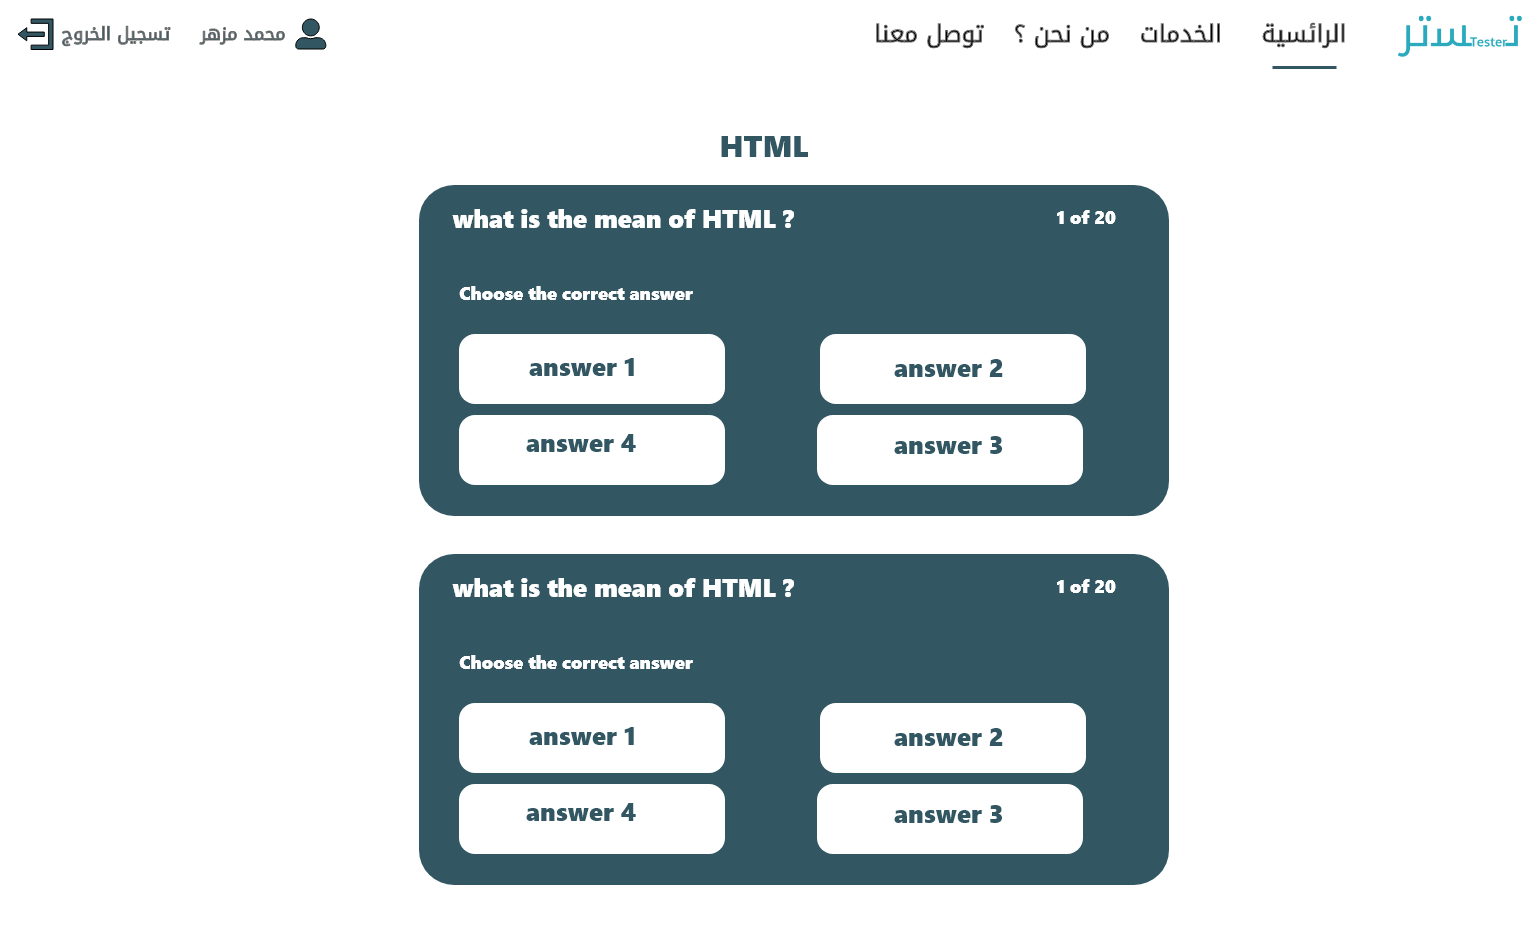 تستر Tester
الرائسية
الخدمات
من نحن ؟
توصل معنا
محمد مزهر
تسجيل الخروج
HTML
what is the mean of HTML ?
1 of 20
Choose the correct answer
answer 1
answer 2
answer 4
answer 3
what is the mean of HTML ?
1 of 20
Choose the correct answer
answer 1
answer 2
answer 4
answer 3